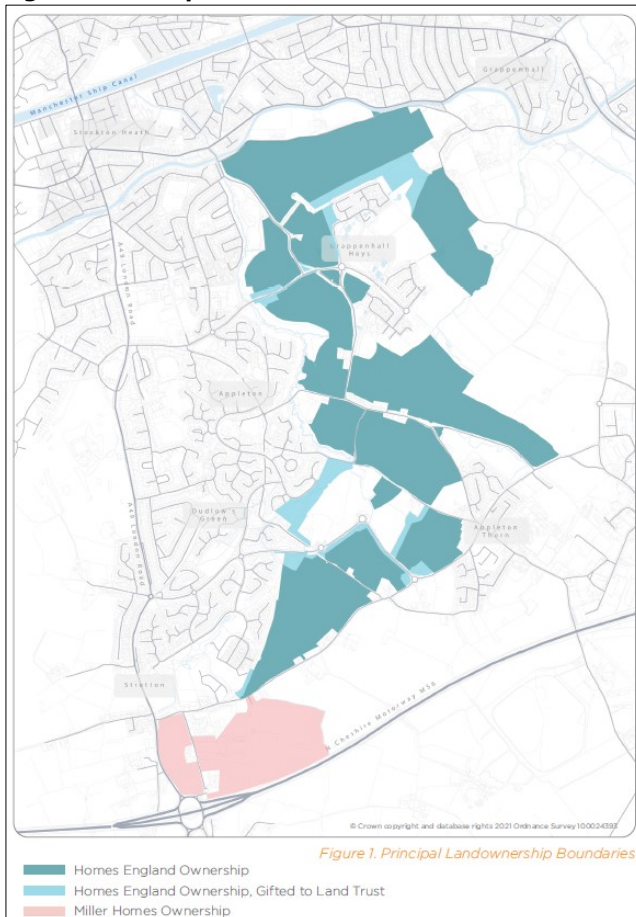 Manchester Ship Canal
Grappenhall
Stockton Heath
A49 London Road
Grappenhall
Heys
Appleton
Dudlow's
Green
Appleton
Thorn
A49 London Road
Stretton
N Cheshire Motorway M56
© Crown copyright and database rights 2021 Ordnance Survey 100024393
Figure 1. Principal Landownership Boundaries
Homes England Ownership
Homes England Ownership, Gifted to Land Trust
Miller Homes Ownership